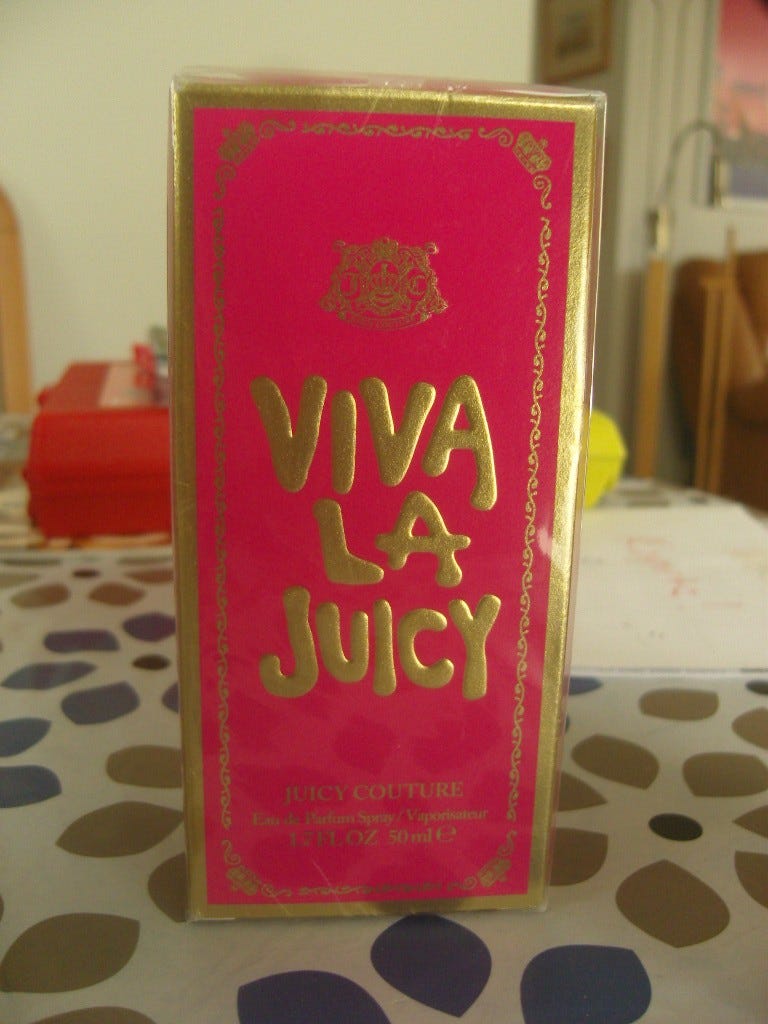 J C
VIVA
LA
JUICY
JUICY COUTURE
Eau de Parfum Spray / Vaporisateur
1.7 FL OZ 50 ml ℮